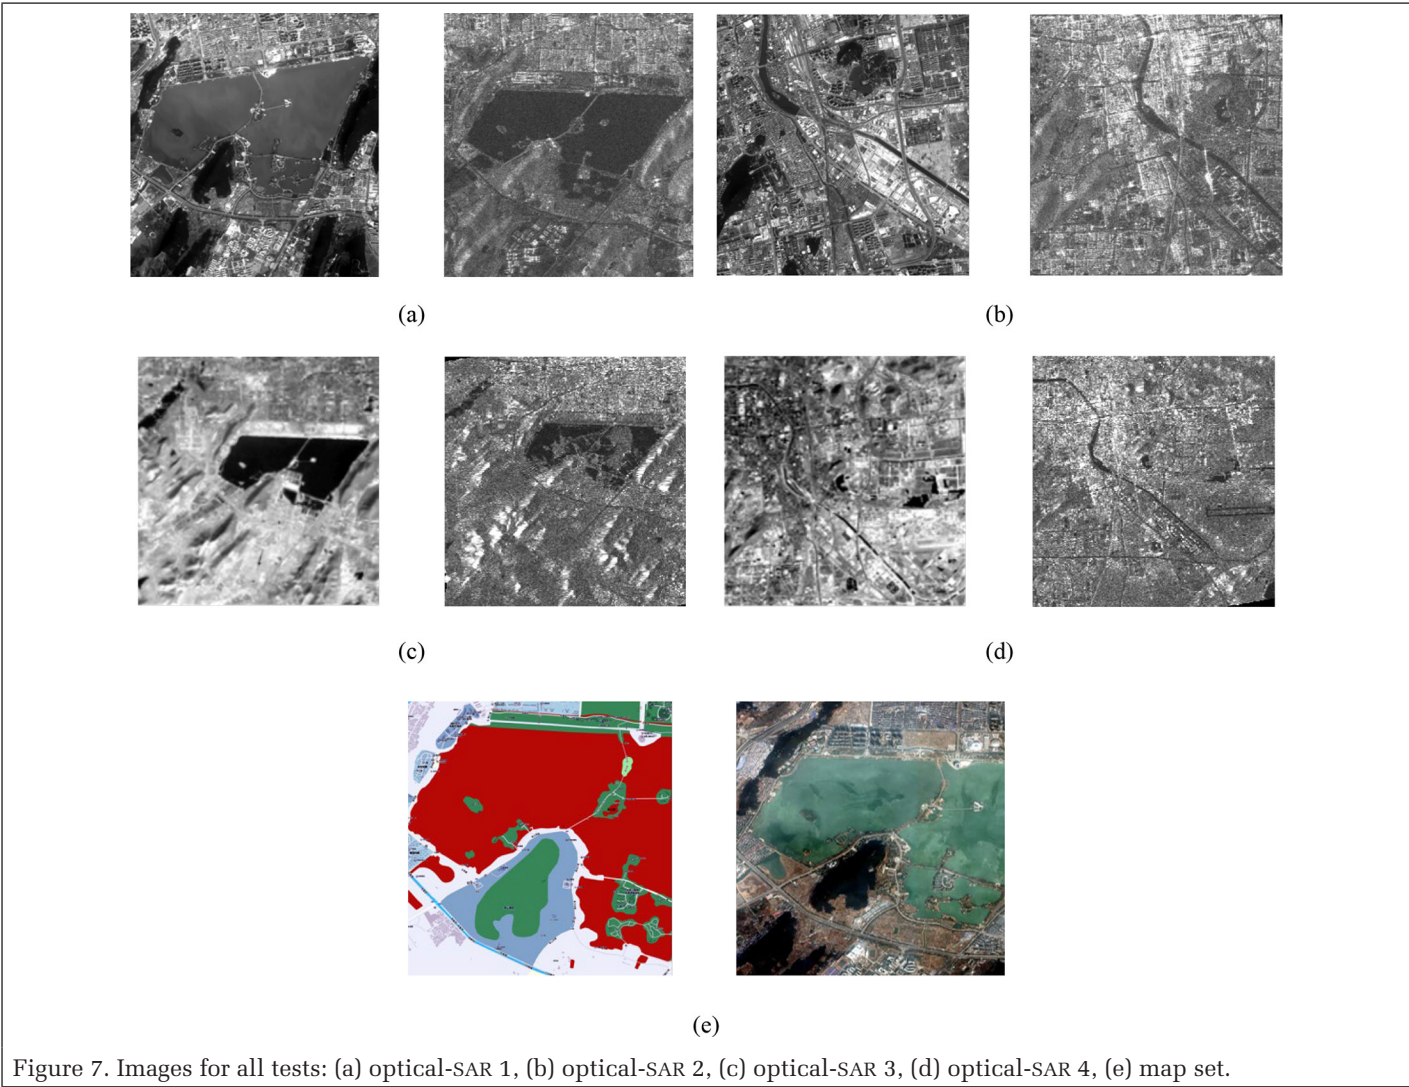 (a)
(b)
(c)
(d)
(e)
Figure 7. Images for all tests: (a) optical-SAR 1, (b) optical-SAR 2, (c) optical-SAR 3, (d) optical-SAR 4, (e) map set.